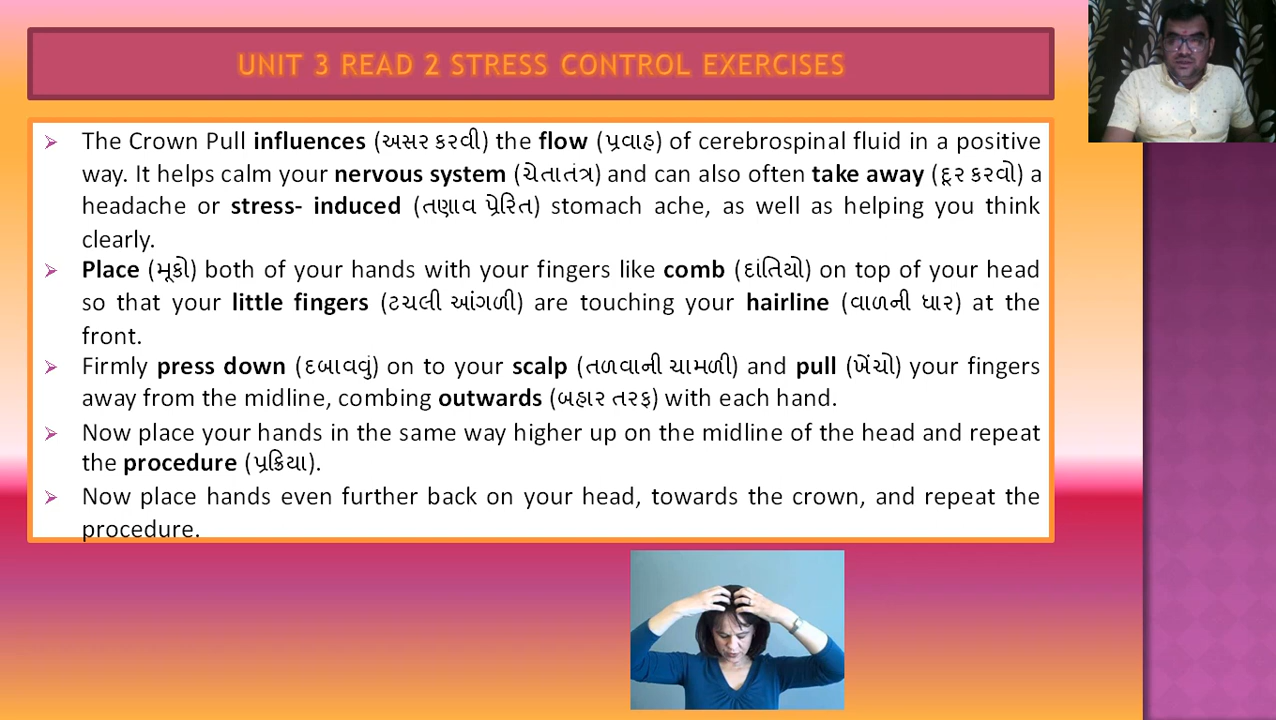 UNIT 3 READ 2 STRESS CONTROL EXERCISES
➢ The Crown Pull influences (અસર કરવી) the flow (પ્રવાહ) of cerebrospinal fluid in a positive
way. It helps calm your nervous system (ચેતાતંત્ર) and can also often take away (દૂર કરવો) a
headache or stress- induced (તણાવ પ્રેરિત) stomach ache, as well as helping you think
clearly.
➢ Place (મૂકો) both of your hands with your fingers like comb (દાંતિયો) on top of your head
so that your little fingers (ટચલી આંગળી) are touching your hairline (વાળની ધાર) at the
front.
➢ Firmly press down (દબાવવું) on to your scalp (તળવાની ચામળી) and pull (ખેંચો) your fingers
away from the midline, combing outwards (બહાર તરફ) with each hand.
➢ Now place your hands in the same way higher up on the midline of the head and repeat
the procedure (પ્રક્રિયા).
➢ Now place hands even further back on your head, towards the crown, and repeat the
procedure.